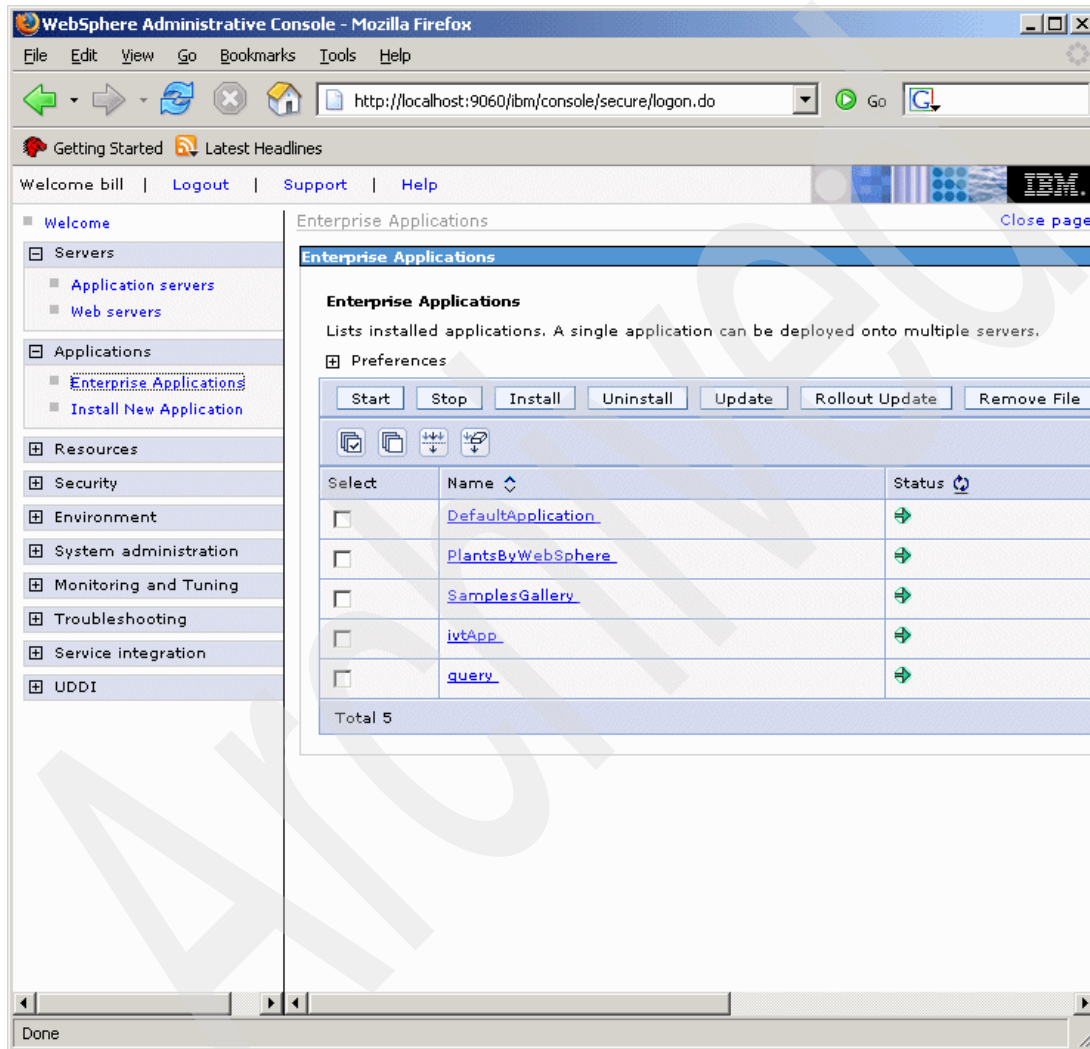 WebSphere Administrative Console - Mozilla Firefox
File Edit View Go Bookmarks Tools Help
http://localhost:9060/ibm/console/secure/logon.do Go G
Getting Started Latest Headlines
Welcome bill | Logout | Support | Help IBM.
Welcome
Servers
Application servers
Web servers
Applications
Enterprise Applications
Install New Application
Resources
Security
Environment
System administration
Monitoring and Tuning
Troubleshooting
Service integration
UDDI
Enterprise Applications Close page
Enterprise Applications
Enterprise Applications
Lists installed applications. A single application can be deployed onto multiple servers.
Preferences
Start Stop Install Uninstall Update Rollout Update Remove File
Select Name Status
DefaultApplication
PlantsByWebSphere
SamplesGallery
ivtApp
query
Total 5
Done
Archived